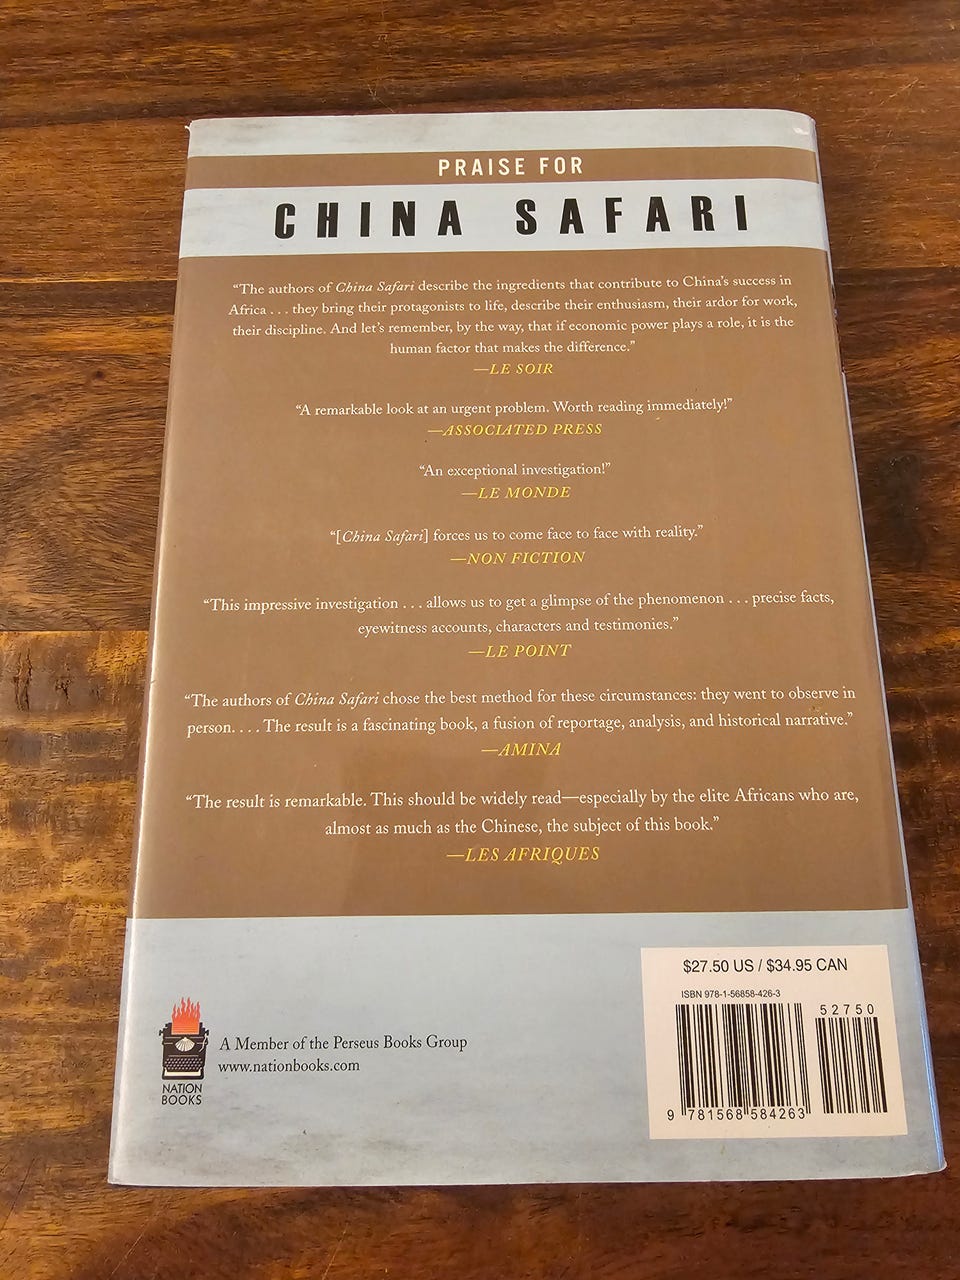 PRAISE FOR
CHINA SAFARI
“The authors of China Safari describe the ingredients that contribute to China’s success in
Africa . . . they bring their protagonists to life, describe their enthusiasm, their ardor for work,
their discipline. And let’s remember, by the way, that if economic power plays a role, it is the
human factor that makes the difference.”
—LE SOIR
“A remarkable look at an urgent problem. Worth reading immediately!”
—ASSOCIATED PRESS
“An exceptional investigation!”
—LE MONDE
“[China Safari] forces us to come face to face with reality.”
—NON FICTION
“This impressive investigation . . . allows us to get a glimpse of the phenomenon . . . precise facts,
eyewitness accounts, characters and testimonies.”
—LE POINT
“The authors of China Safari chose the best method for these circumstances: they went to observe in
person. . . . The result is a fascinating book, a fusion of reportage, analysis, and historical narrative.”
—AMINA
“The result is remarkable. This should be widely read—especially by the elite Africans who are,
almost as much as the Chinese, the subject of this book.”
—LES AFRIQUES
$27.50 US / $34.95 CAN
ISBN 978-1-56858-426-3
52750
9 781568 584263
A Member of the Perseus Books Group
www.nationbooks.com
NATION
BOOKS